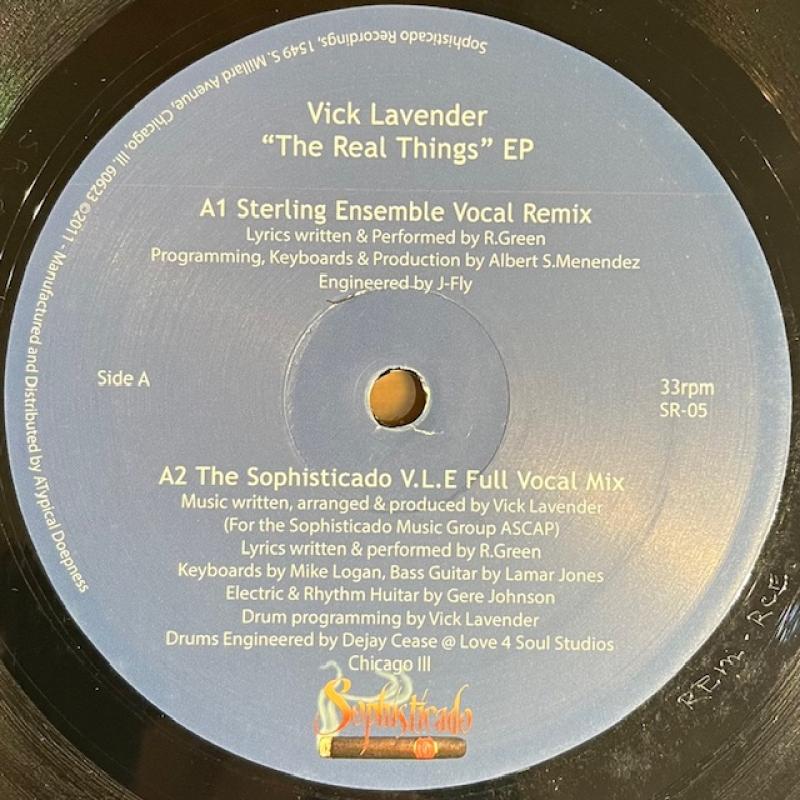 Vick Lavender
“The Real Things” EP
A1 Sterling Ensemble Vocal Remix
Lyrics written & Performed by R.Green
Programming, Keyboards & Production by Albert S.Menendez
Engineered by J-Fly
Side A
33rpm
SR-05
A2 The Sophisticado V.L.E Full Vocal Mix
Music written, arranged & produced by Vick Lavender
(For the Sophisticado Music Group ASCAP)
Lyrics written & performed by R.Green
Keyboards by Mike Logan, Bass Guitar by Lamar Jones
Electric & Rhythm Huitar by Gere Johnson
Drum programming by Vick Lavender
Drums Engineered by Dejay Cease @ Love 4 Soul Studios
Chicago Ill
Sophisticado
Sophisticado Recordings, 1549 S. Millard Avenue, Chicago, Ill. 60623 ©2011 - Manufactured and Distributed by ATypical Doepness